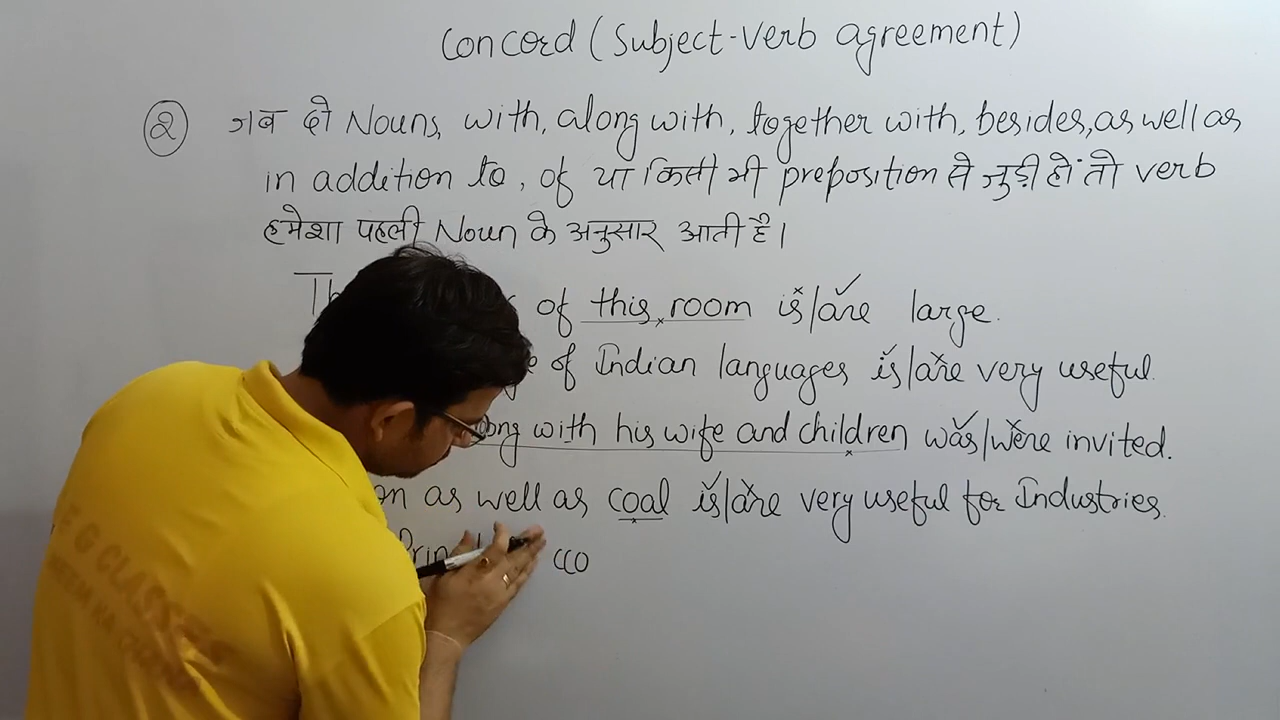 Concord (Subject-Verb agreement)
② जब दो Nouns, with, along with, together with, besides, as well as
in addition to, of या किसी भी preposition से जुड़ी हों तो verb
हमेशा पहली Noun के अनुसार आती है।
of this room is/are large.
of Indian languages is/are very useful.
along with his wife and children was/were invited.
as well as coal is/are very useful for Industries.
G CLASSES